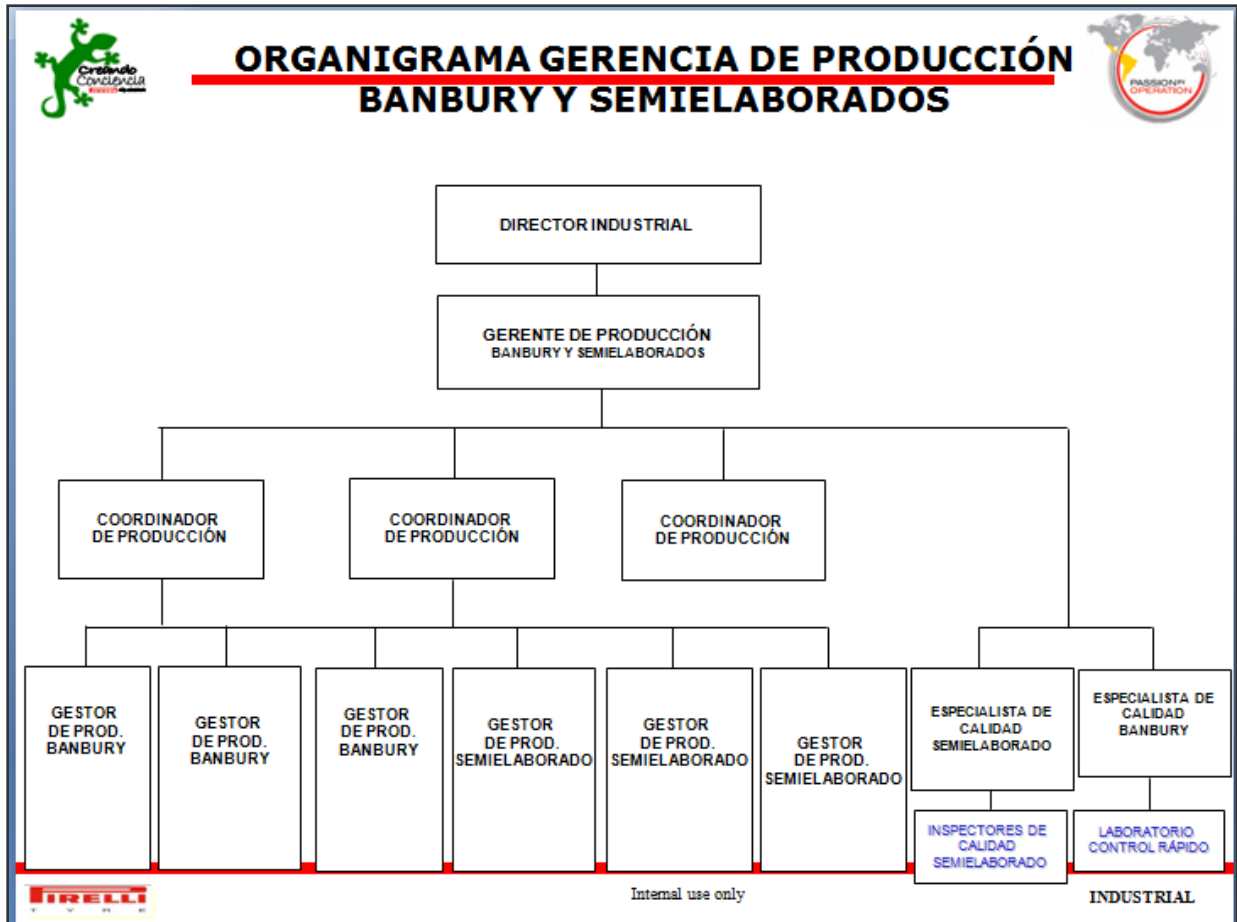 Creando
Conciencia
ORGANIGRAMA GERENCIA DE PRODUCCIÓN
BANBURY Y SEMIELABORADOS
PASSION IN
OPERATION
DIRECTOR INDUSTRIAL
GERENTE DE PRODUCCIÓN
BANBURY Y SEMIELABORADOS
COORDINADOR
DE PRODUCCIÓN
COORDINADOR
DE PRODUCCIÓN
COORDINADOR
DE PRODUCCIÓN
GESTOR
DE PROD.
BANBURY
GESTOR
DE PROD.
BANBURY
GESTOR
DE PROD.
BANBURY
GESTOR
DE PROD.
SEMIELABORADO
GESTOR
DE PROD.
SEMIELABORADO
GESTOR
DE PROD.
SEMIELABORADO
ESPECIALISTA DE
CALIDAD
SEMIELABORADO
ESPECIALISTA DE
CALIDAD
BANBURY
INSPECTORES DE
CALIDAD
SEMIELABORADO
LABORATORIO
CONTROL RÁPIDO
PIRELLI
TYRE
Internal use only
INDUSTRIAL